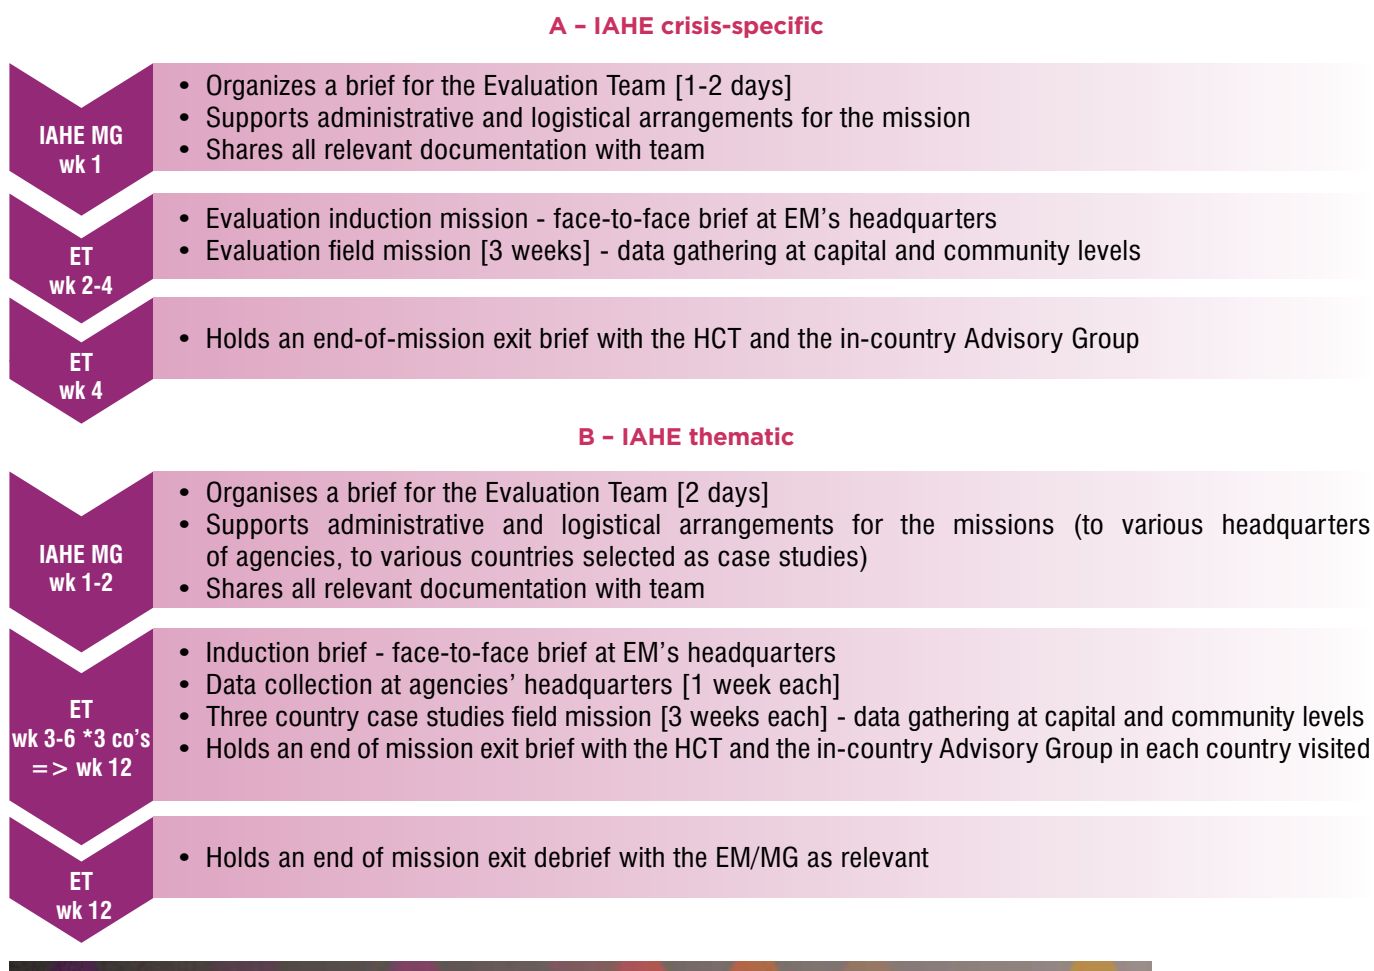 A – IAHE crisis-specific
IAHE MG
wk 1
• Organizes a brief for the Evaluation Team [1-2 days]
• Supports administrative and logistical arrangements for the mission
• Shares all relevant documentation with team
ET
wk 2-4
• Evaluation induction mission - face-to-face brief at EM’s headquarters
• Evaluation field mission [3 weeks] - data gathering at capital and community levels
ET
wk 4
• Holds an end-of-mission exit brief with the HCT and the in-country Advisory Group
B – IAHE thematic
IAHE MG
wk 1-2
• Organises a brief for the Evaluation Team [2 days]
• Supports administrative and logistical arrangements for the missions (to various headquarters
of agencies, to various countries selected as case studies)
• Shares all relevant documentation with team
ET
wk 3-6 *3 co’s
=> wk 12
• Induction brief - face-to-face brief at EM’s headquarters
• Data collection at agencies’ headquarters [1 week each]
• Three country case studies field mission [3 weeks each] - data gathering at capital and community levels
• Holds an end of mission exit brief with the HCT and the in-country Advisory Group in each country visited
ET
wk 12
• Holds an end of mission exit debrief with the EM/MG as relevant